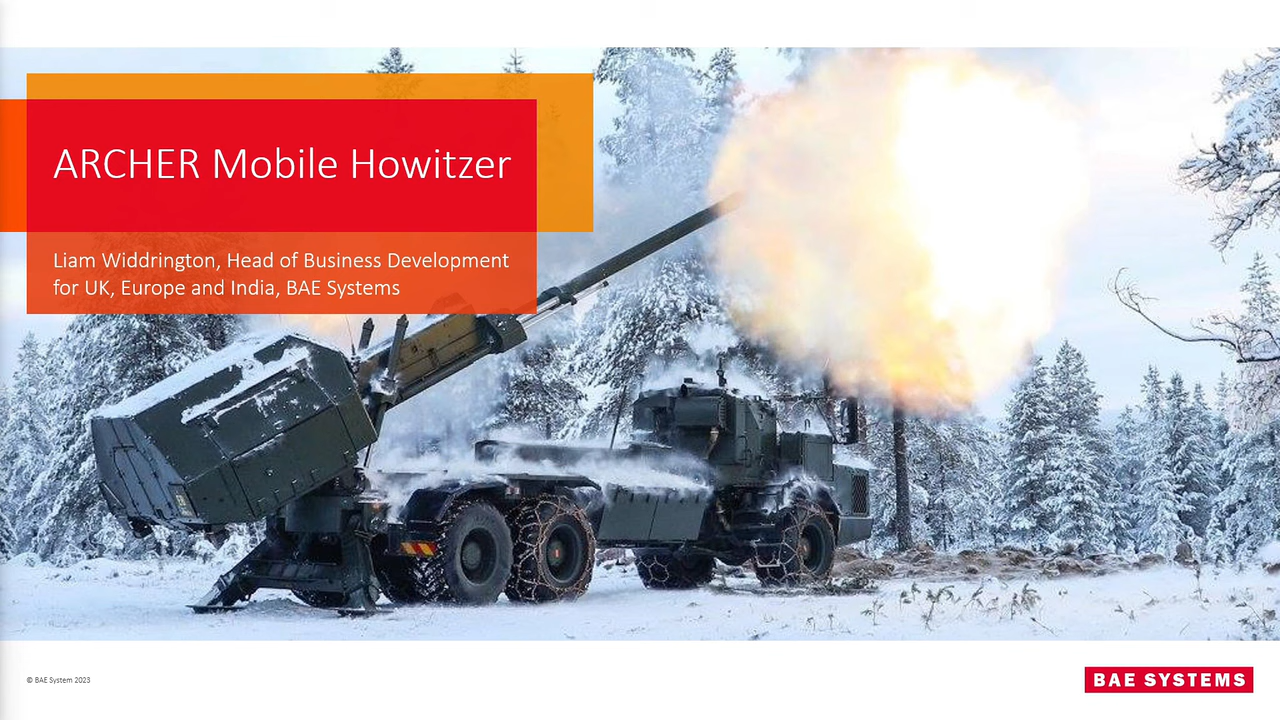 ARCHER Mobile Howitzer
Liam Widdrington, Head of Business Development
for UK, Europe and India, BAE Systems
© BAE System 2023
BAE SYSTEMS